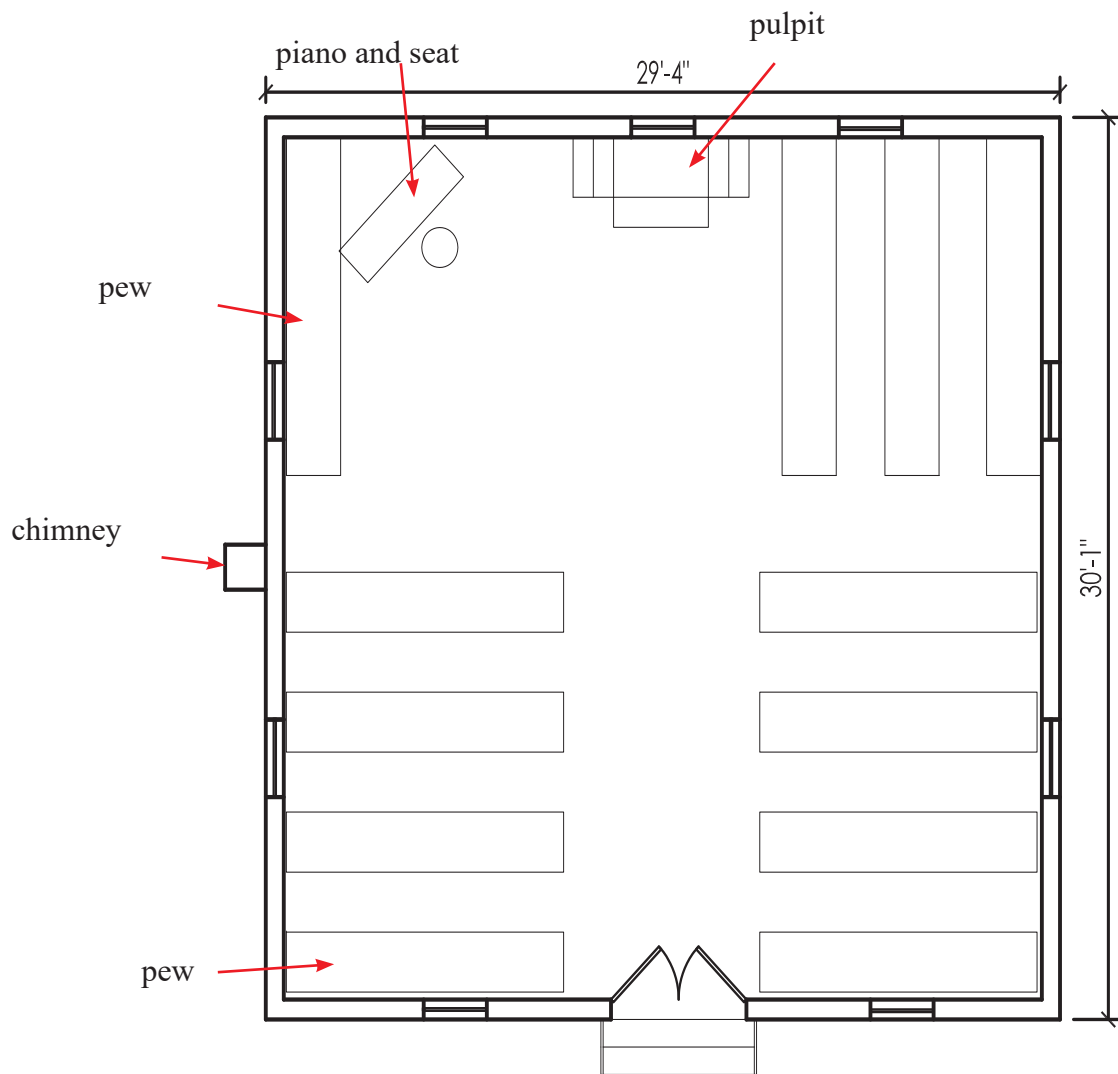 pulpit
piano and seat
29'-4"
pew
chimney
30'-1"
pew